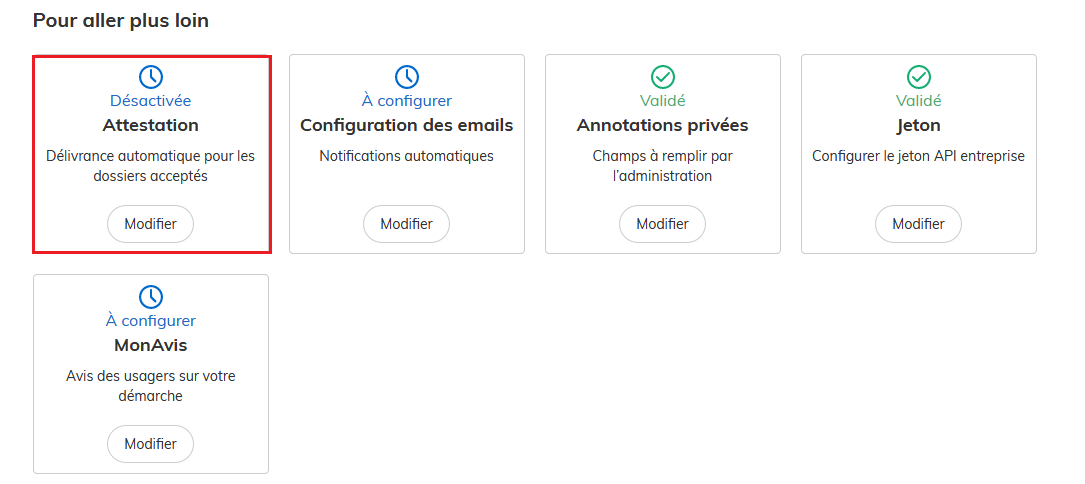 Pour aller plus loin
Désactivée
Attestation
Délivrance automatique pour les
dossiers acceptés
Modifier
À configurer
Configuration des emails
Notifications automatiques
Modifier
Validé
Annotations privées
Champs à remplir par
l'administration
Modifier
Validé
Jeton
Configurer le jeton API entreprise
Modifier
À configurer
MonAvis
Avis des usagers sur votre
démarche
Modifier